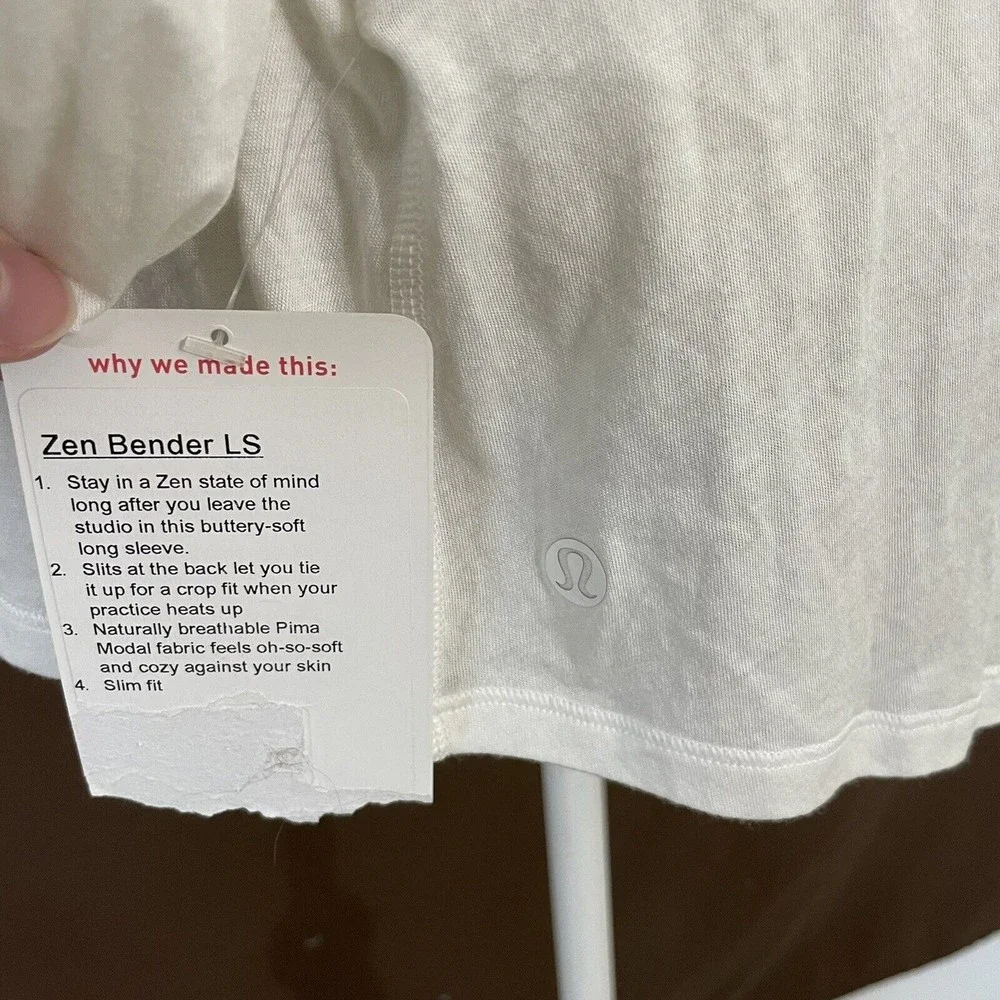 why we made this:
Zen Bender LS
1. Stay in a Zen state of mind
long after you leave the
studio in this buttery-soft
long sleeve.
2. Slits at the back let you tie
it up for a crop fit when your
practice heats up
3. Naturally breathable Pima
Modal fabric feels oh-so-soft
and cozy against your skin
4. Slim fit